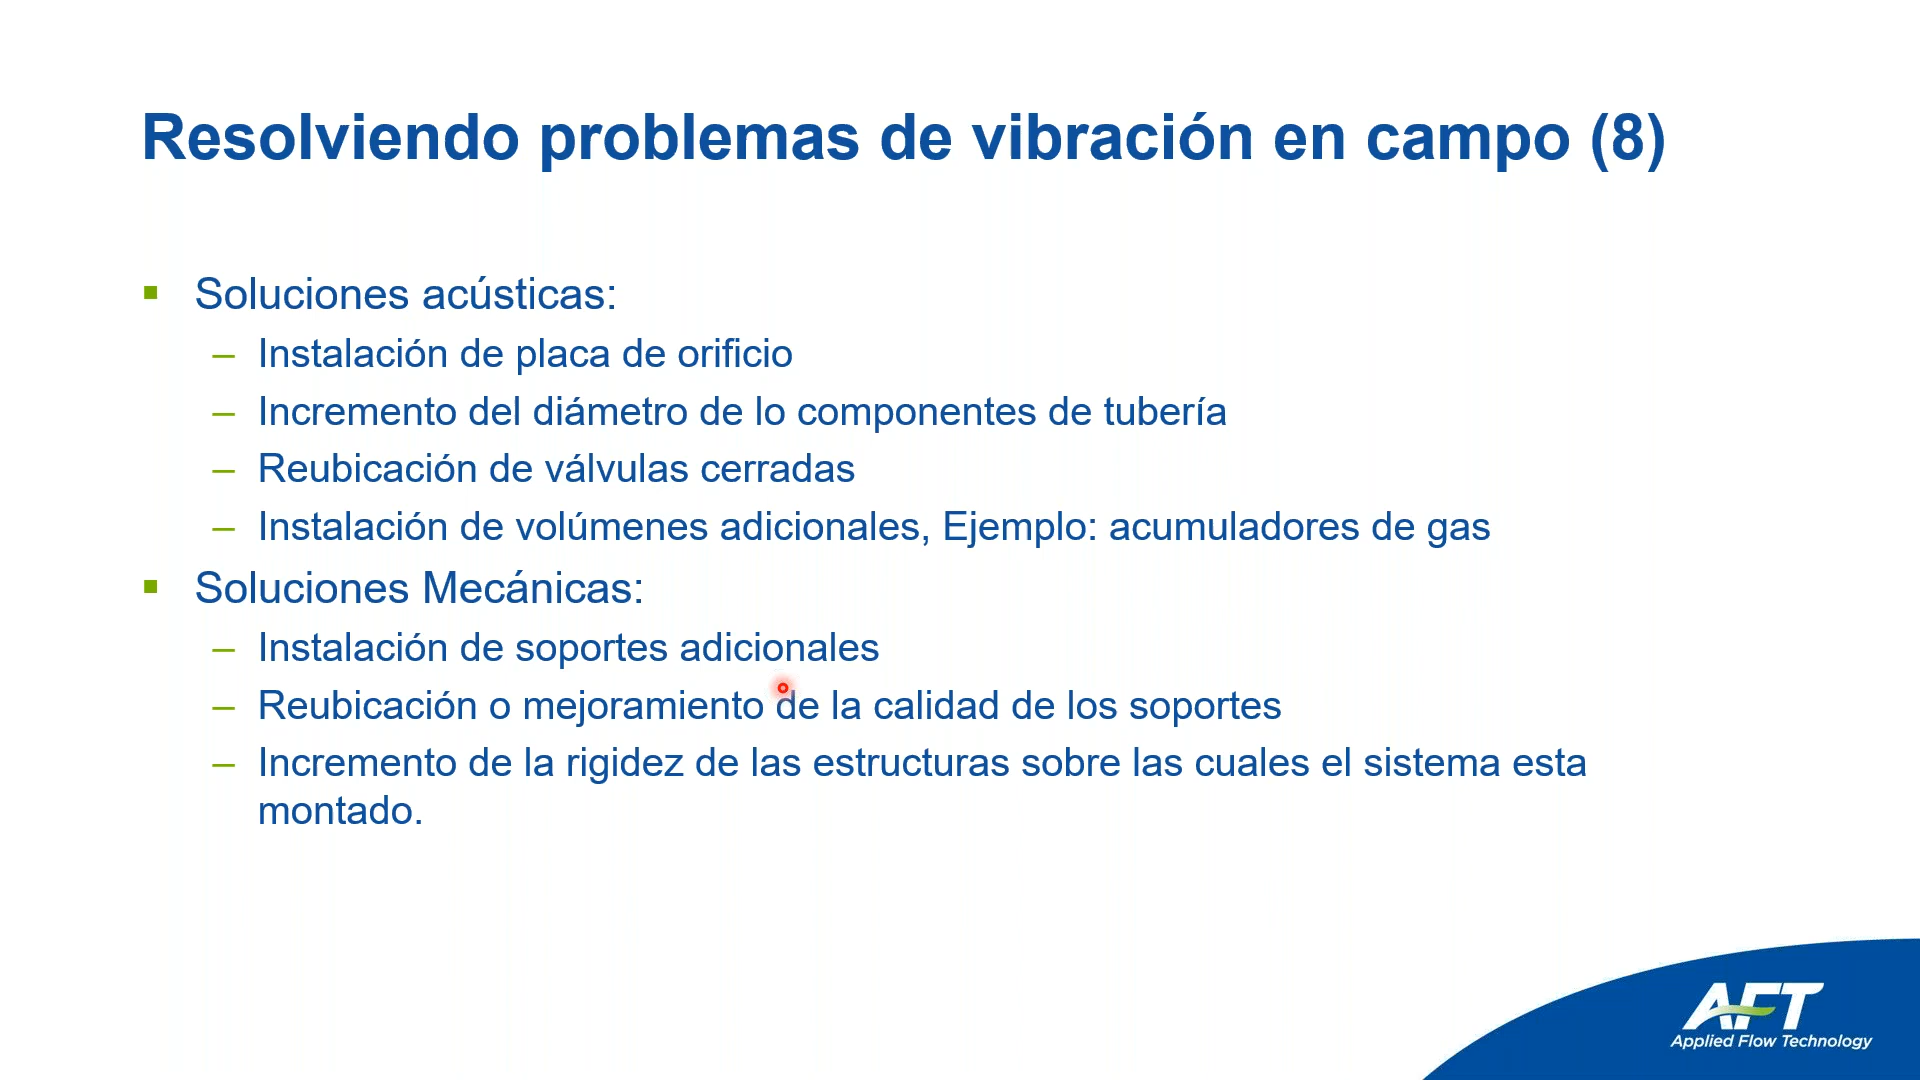 Resolviendo problemas de vibración en campo (8)
Soluciones acústicas:
– Instalación de placa de orificio
– Incremento del diámetro de lo componentes de tubería
– Reubicación de válvulas cerradas
– Instalación de volúmenes adicionales, Ejemplo: acumuladores de gas
Soluciones Mecánicas:
– Instalación de soportes adicionales
– Reubicación o mejoramiento de la calidad de los soportes
– Incremento de la rigidez de las estructuras sobre las cuales el sistema esta
montado.
AFT
Applied Flow Technology